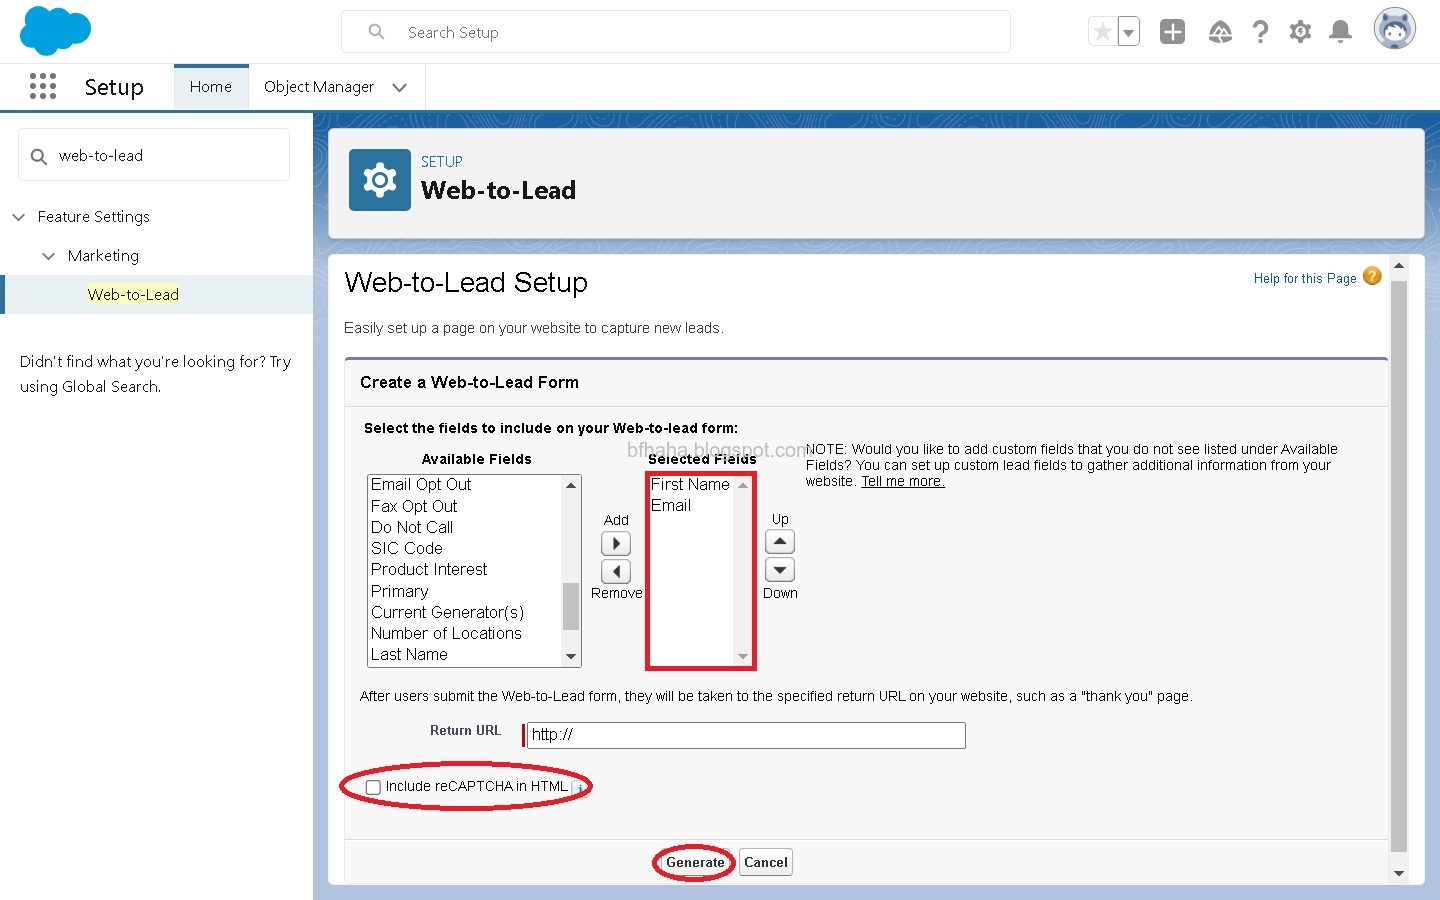 Search Setup
Setup
Home
Object Manager
web-to-lead
Feature Settings
Marketing
Web-to-Lead
Didn't find what you're looking for? Try
using Global Search.
SETUP
Web-to-Lead
Web-to-Lead Setup
Help for this Page ?
Easily set up a page on your website to capture new leads.
Create a Web-to-Lead Form
Select the fields to include on your Web-to-lead form:
bfhaha.blogspot.com
Available Fields
Selected Fields
NOTE: Would you like to add custom fields that you do not see listed under Available
Fields? You can set up custom lead fields to gather additional information from your
website. Tell me more.
Email Opt Out
Fax Opt Out
Do Not Call
SIC Code
Product Interest
Primary
Current Generator(s)
Number of Locations
Last Name
Add
Remove
First Name
Email
Up
Down
After users submit the Web-to-Lead form, they will be taken to the specified return URL on your website, such as a "thank you" page.
Return URL
http://
Include reCAPTCHA in HTML i
Generate
Cancel